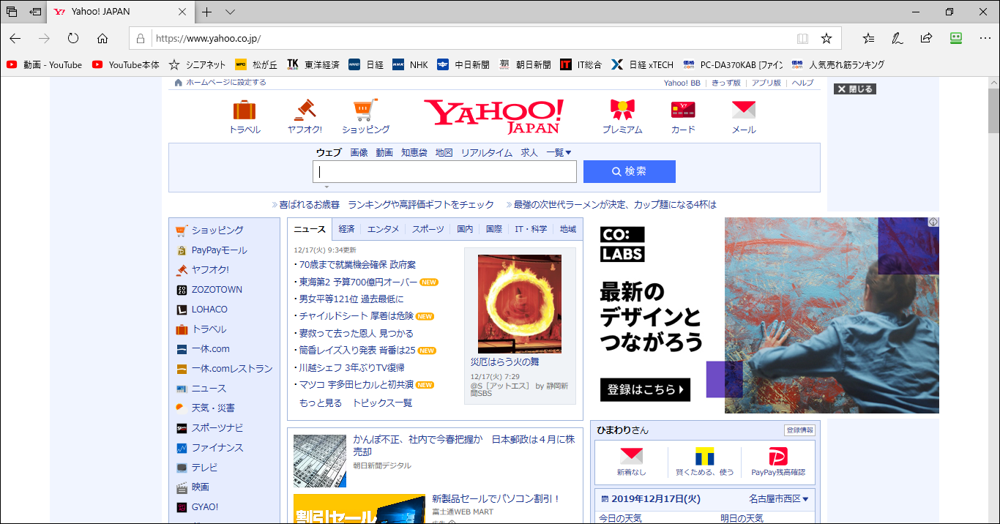 Yahoo! JAPAN
https://www.yahoo.co.jp/
動画 - YouTube YouTube本体 シニアネット MPC 松が丘 TK ONLINE 東洋経済 日経 NHK 中日新聞 朝 朝日新聞 IT IT総合 X 日経 xTECH 価格.com PC-DA370KAB [ファイン 価格.com 人気売れ筋ランキング
ホームページに設定する
Yahoo! BB きっず版 アプリ版 ヘルプ
閉じる
トラベル ヤフオク! ショッピング YAHOO! JAPAN プレミアム カード メール
ウェブ 画像 動画 知恵袋 地図 リアルタイム 求人 一覧▼
検索
喜ばれるお歳暮 ランキングや高評価ギフトをチェック
最強の次世代ラーメンが決定、カップ麺になる4杯は
ショッピング
PayPayモール
ヤフオク!
ZOZOTOWN
LOHACO
トラベル
一休.com
一休.comレストラン
ニュース
天気・災害
スポーツナビ
ファイナンス
テレビ
映画
GYAO!
ニュース 経済 エンタメ スポーツ 国内 国際 IT・科学 地域
12/17(火) 9:34更新
・70歳まで就業機会確保 政府案
・東海第2 予算700億円オーバー NEW
・男女平等121位 過去最低に
・チャイルドシート 厚着は危険 NEW
・妻救って去った恩人 見つかる
・筒香レイズ入り発表 背番は25 NEW
・川越シェフ 3年ぶりTV復帰
・マツコ 宇多田ヒカルと初共演 NEW
もっと見る トピックス一覧
災厄はらう火の舞
12/17(火) 7:29
@S［アットエス］ by 静岡新
聞SBS
かんぽ不正、社内で今春把握か 日本郵政は４月に株
売却
朝日新聞デジタル
割引セール
新製品セールでパソコン割引！
富士通WEB MART
広告
CO:
LABS
最新の
デザインと
つながろう
登録はこちら
ひまわりさん 登録情報
新着なし 賢くためる、使う PayPay残高確認
2019年12月17日(火) 名古屋市西区▼
今日の天気 明日の天気